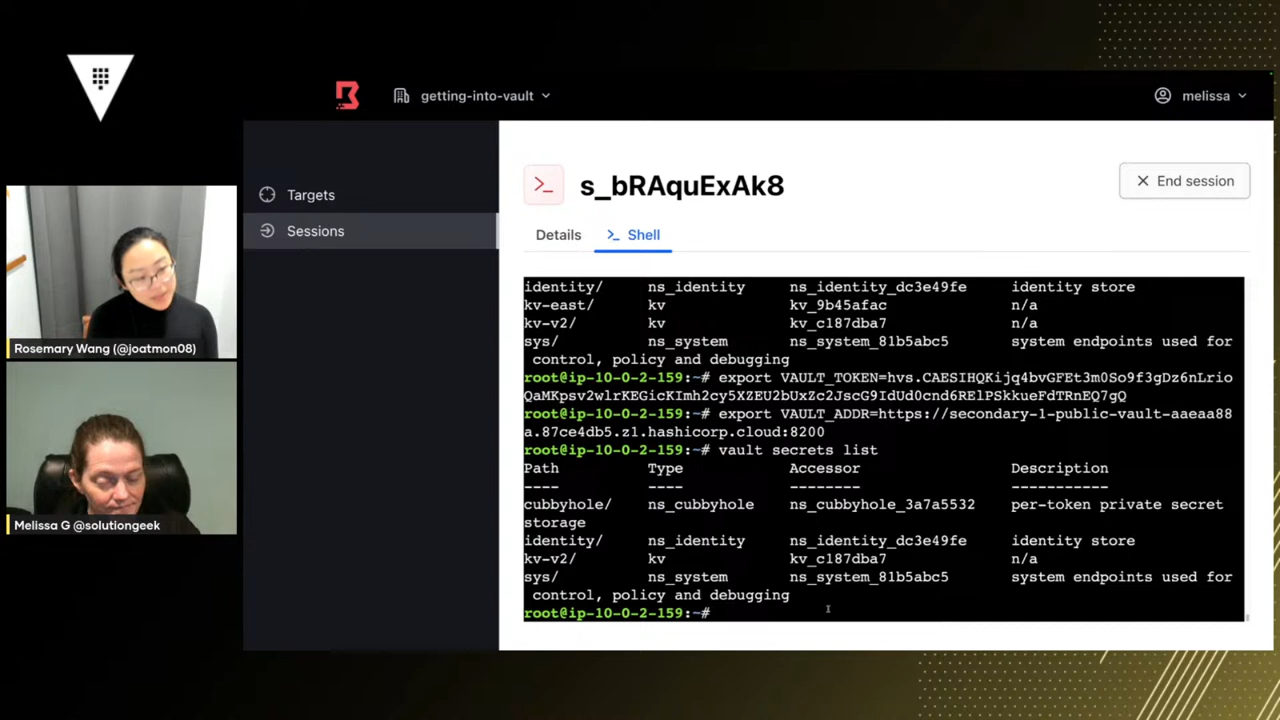 getting-into-vault
melissa
Targets
Sessions
s_bRAquExAk8
End session
Details
Shell
identity/ ns_identity ns_identity_dc3e49fe identity store
kv-east/ kv kv_9b45afac n/a
kv-v2/ kv kv_c187dba7 n/a
sys/ ns_system ns_system_81b5abc5 system endpoints used for
control, policy and debugging
root@ip-10-0-2-159:~# export VAULT_TOKEN=hvs.CAESIHQKijq4bvGFEt3m0So9f3gDz6nLrio
QaMKpsv2wlrKEGicKImh2cy5XZEU2bUxZc2JscG9IdUd0cnd6RElPSkkueFdTRnEQ7gQ
root@ip-10-0-2-159:~# export VAULT_ADDR=https://secondary-1-public-vault-aaeaa88
a.87ce4db5.z1.hashicorp.cloud:8200
root@ip-10-0-2-159:~# vault secrets list
Path Type Accessor Description
---- ---- -------- -----------
cubbyhole/ ns_cubbyhole ns_cubbyhole_3a7a5532 per-token private secret
storage
identity/ ns_identity ns_identity_dc3e49fe identity store
kv-v2/ kv kv_c187dba7 n/a
sys/ ns_system ns_system_81b5abc5 system endpoints used for
control, policy and debugging
root@ip-10-0-2-159:~#
Rosemary Wang (@joatmon08)
Melissa G @solutiongeek